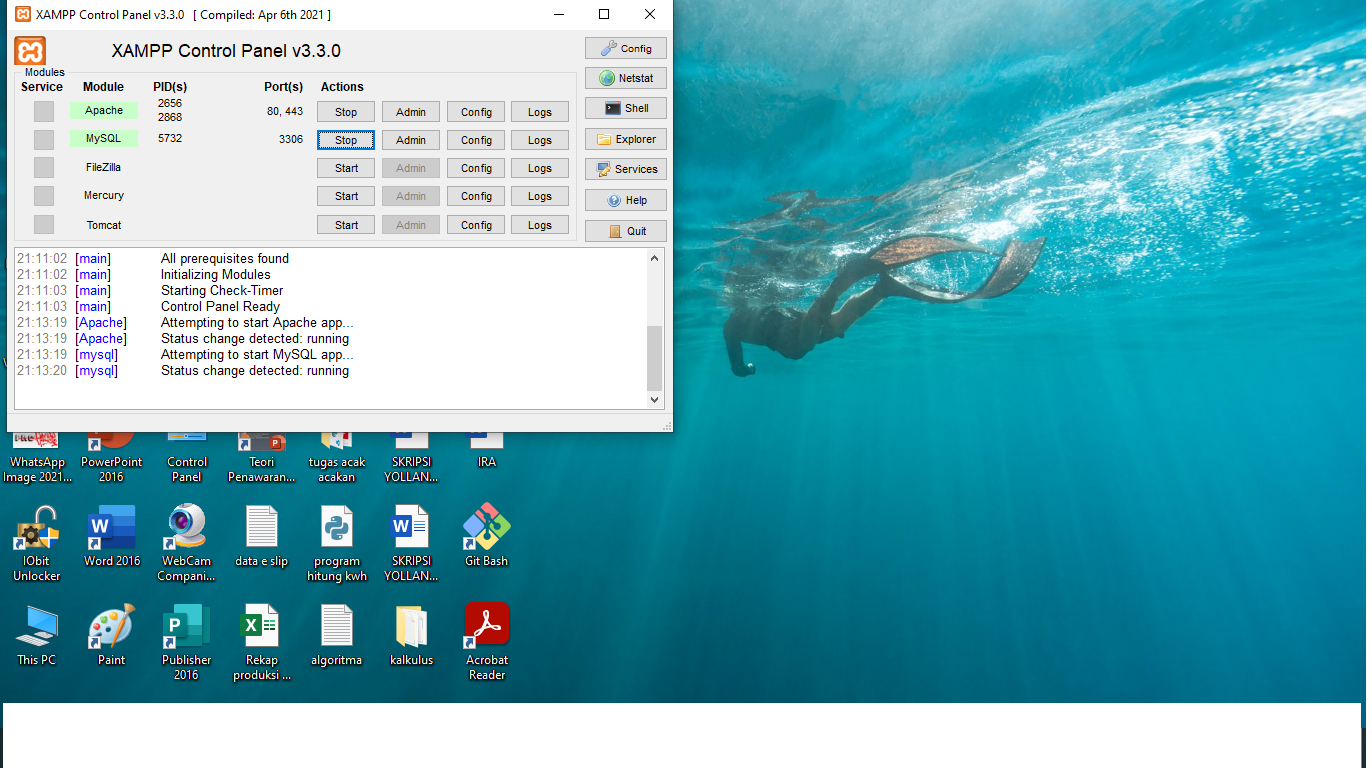 XAMPP Control Panel v3.3.0 [ Compiled: Apr 6th 2021 ]
XAMPP Control Panel v3.3.0
Config
Modules
Service Module PID(s) Port(s) Actions
Netstat
Apache 2656 2868 80, 443 Stop Admin Config Logs
Shell
MySQL 5732 3306 Stop Admin Config Logs
Explorer
FileZilla Start Admin Config Logs
Services
Mercury Start Admin Config Logs
Help
Tomcat Start Admin Config Logs
Quit
21:11:02 [main] All prerequisites found
21:11:02 [main] Initializing Modules
21:11:03 [main] Starting Check-Timer
21:11:03 [main] Control Panel Ready
21:13:19 [Apache] Attempting to start Apache app...
21:13:19 [Apache] Status change detected: running
21:13:19 [mysql] Attempting to start MySQL app...
21:13:20 [mysql] Status change detected: running
WhatsApp
Image 2021...
PowerPoint
2016
Control
Panel
Teori
Penawaran...
tugas acak
acakan
SKRIPSI
YOLLAN...
IRA
IObit
Unlocker
Word 2016
WebCam
Compani...
data e slip
program
hitung kwh
SKRIPSI
YOLLAN...
Git Bash
This PC
Paint
Publisher
2016
Rekap
produksi ...
algoritma
kalkulus
Acrobat
Reader